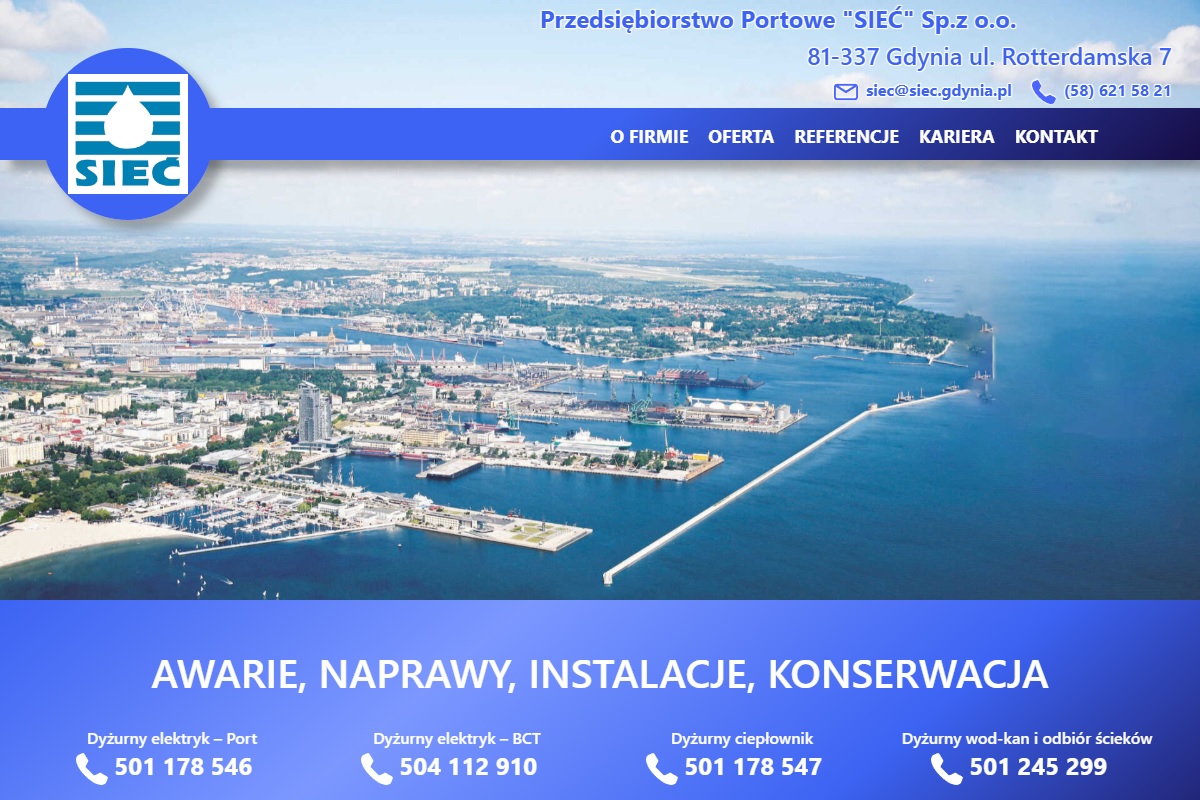 Przedsiębiorstwo Portowe "SIEĆ" Sp.z o.o.
81-337 Gdynia ul. Rotterdamska 7
siec@siec.gdynia.pl (58) 621 58 21
SIEĆ
O FIRMIE OFERTA REFERENCJE KARIERA KONTAKT
AWARIE, NAPRAWY, INSTALACJE, KONSERWACJA
Dyżurny elektryk – Port
501 178 546
Dyżurny elektryk – BCT
504 112 910
Dyżurny ciepłownik
501 178 547
Dyżurny wod-kan i odbiór ścieków
501 245 299